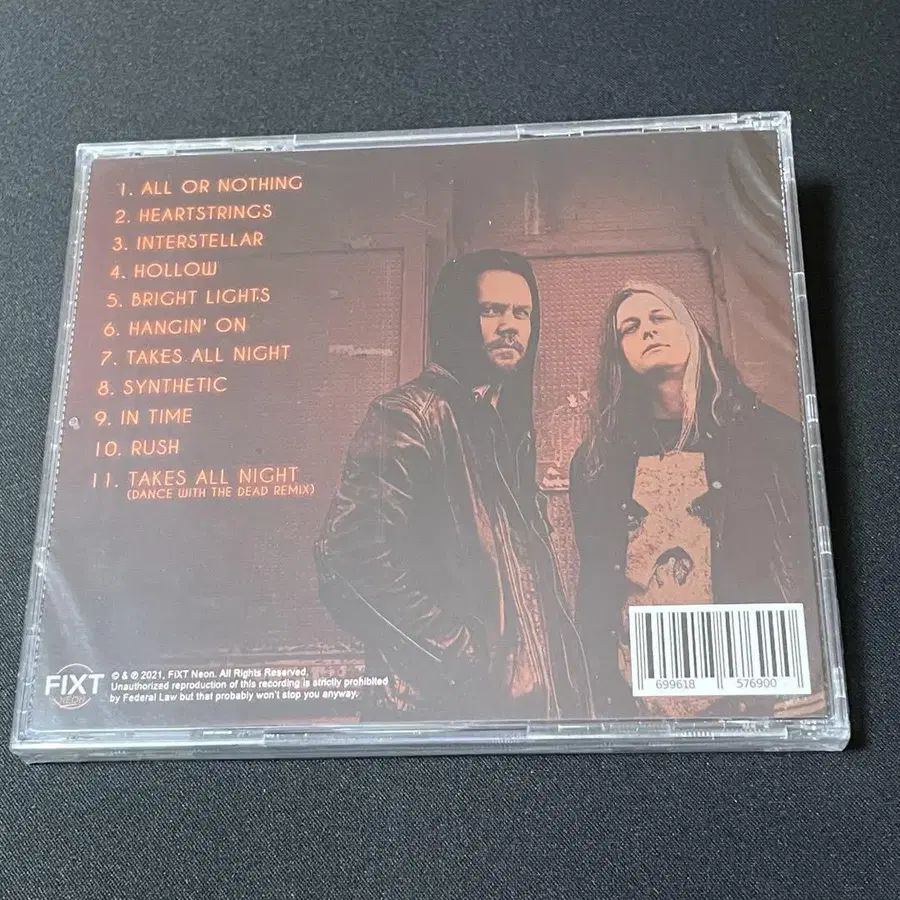 1. ALL OR NOTHING
2. HEARTSTRINGS
3. INTERSTELLAR
4. HOLLOW
5. BRIGHT LIGHTS
6. HANGIN' ON
7. TAKES ALL NIGHT
8. SYNTHETIC
9. IN TIME
10. RUSH
11. TAKES ALL NIGHT
(DANCE WITH THE DEAD REMIX)
FIXT
NEON
© & ℗ 2021, FiXT Neon. All Rights Reserved.
Unauthorized reproduction of this recording is strictly prohibited
by Federal Law but that probably won't stop you anyway.
699618 576900